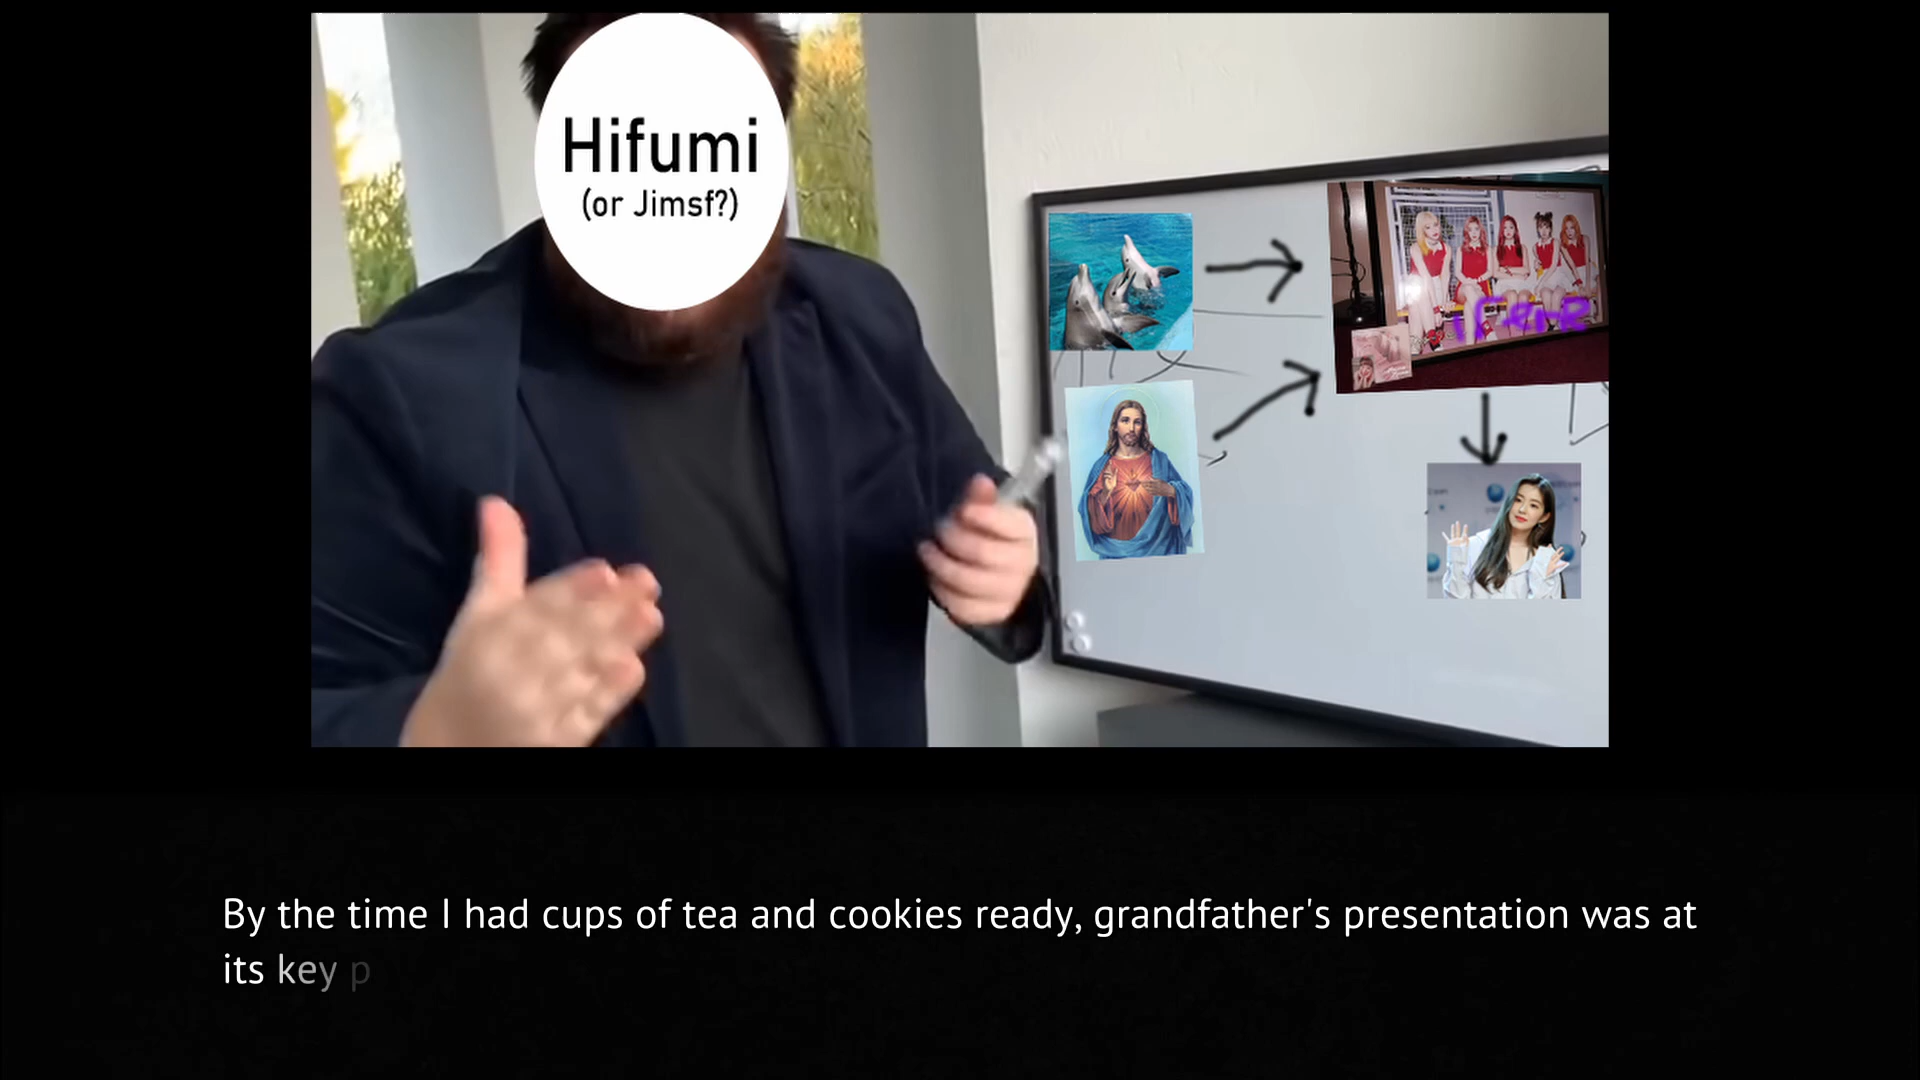 Hifumi
(or Jimsf?)
By the time I had cups of tea and cookies ready, grandfather's presentation was at
its key p